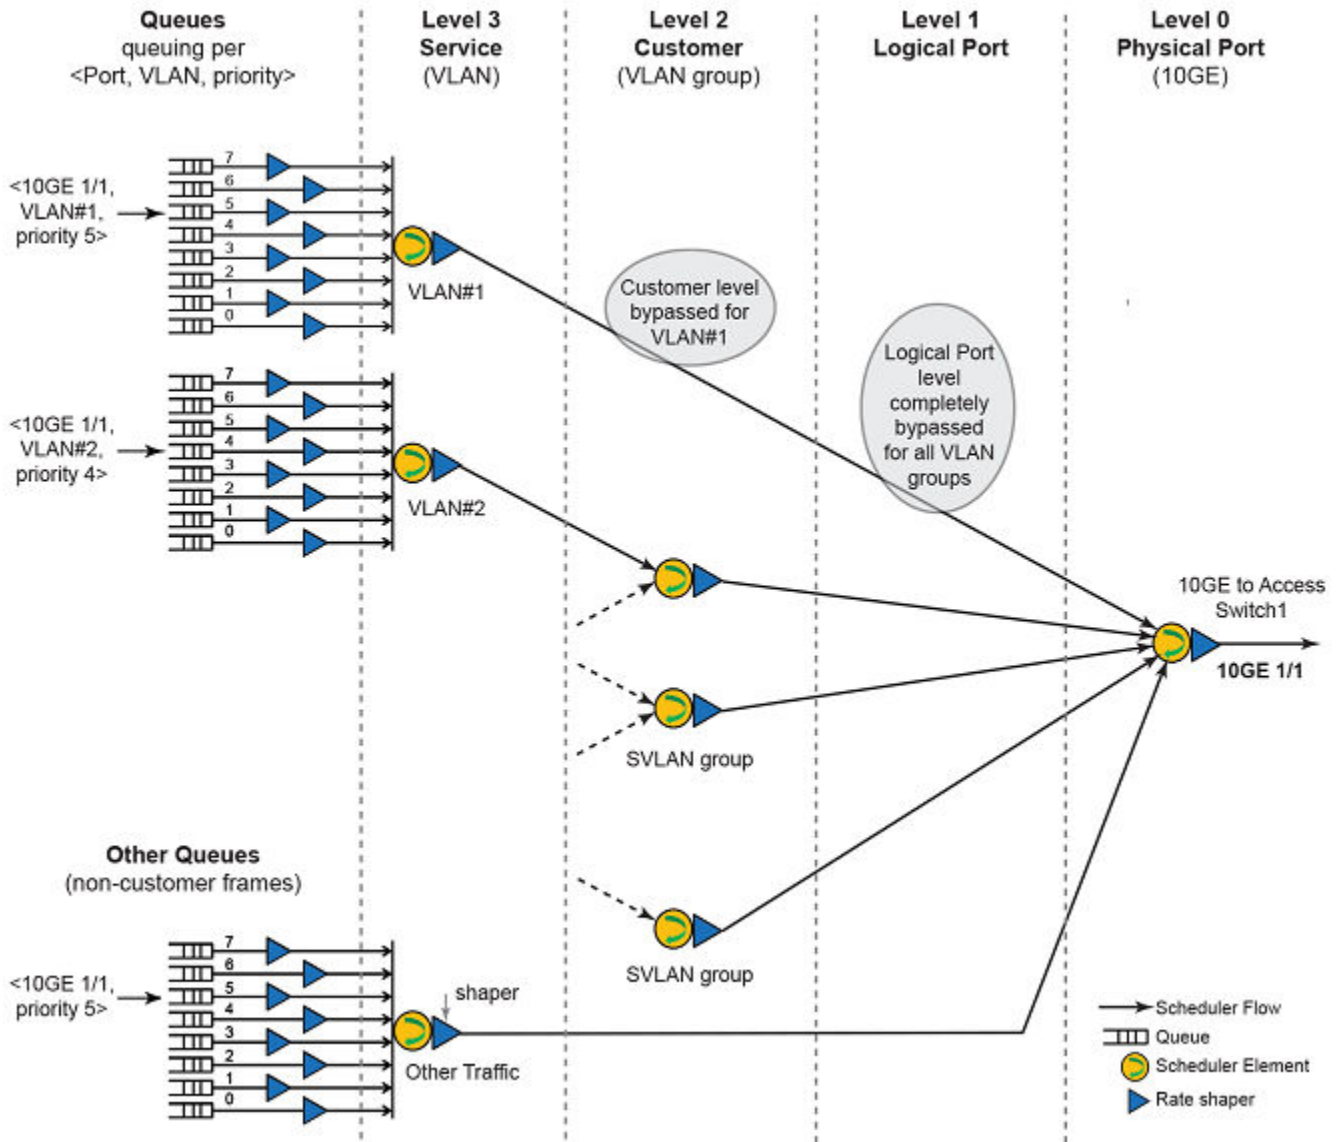 Queues
queuing per
<Port, VLAN, priority>
Level 3
Service
(VLAN)
Level 2
Customer
(VLAN group)
Level 1
Logical Port
Level 0
Physical Port
(10GE)
<10GE 1/1,
VLAN#1,
priority 5>
7
6
5
4
3
2
1
0
VLAN#1
Customer level
bypassed for
VLAN#1
Logical Port
level
completely
bypassed
for all VLAN
groups
<10GE 1/1,
VLAN#2,
priority 4>
7
6
5
4
3
2
1
0
VLAN#2
10GE to Access
Switch1
10GE 1/1
SVLAN group
SVLAN group
Other Queues
(non-customer frames)
<10GE 1/1,
priority 5>
7
6
5
4
3
2
1
0
shaper
Other Traffic
Scheduler Flow
Queue
Scheduler Element
Rate shaper